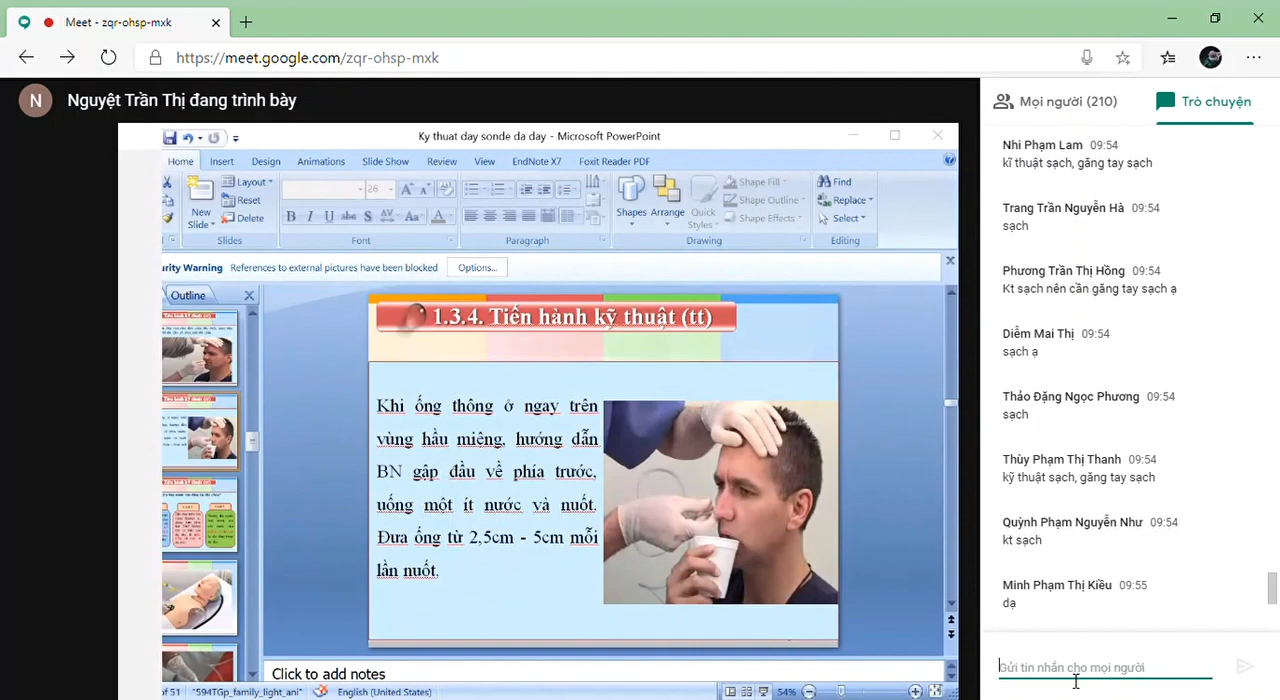 Meet - zqr-ohsp-mxk
https://meet.google.com/zqr-ohsp-mxk
N
Nguyệt Trần Thị đang trình bày
Mọi người (210)
Trò chuyện
Ky thuat day sonde da day - Microsoft PowerPoint
Home Insert Design Animations Slide Show Review View EndNote X7 Foxit Reader PDF
New
Slide
Layout
Reset
Delete
26
Shapes
Arrange
Quick
Styles
Shape Fill
Shape Outline
Shape Effects
Find
Replace
Select
Slides Font Paragraph Drawing Editing
urity Warning References to external pictures have been blocked Options...
Outline
1.3.4. Tiến hành kỹ thuật (tt)
Khi ống thông ở ngay trên
vùng hầu miệng, hướng dẫn
BN gập đầu về phía trước,
uống một ít nước và nuốt.
Đưa ống từ 2,5cm - 5cm mỗi
lần nuốt.
Click to add notes
of 51 "594TGp_family_light_ani" English (United States) 54%
Nhi Phạm Lam 09:54
kĩ thuật sạch, găng tay sạch
Trang Trần Nguyễn Hà 09:54
sạch
Phương Trần Thị Hồng 09:54
Kt sạch nên cần găng tay sạch ạ
Diễm Mai Thị 09:54
sạch ạ
Thảo Đặng Ngọc Phương 09:54
sạch
Thùy Phạm Thị Thanh 09:54
kỹ thuật sạch, găng tay sạch
Quỳnh Phạm Nguyễn Như 09:54
kt sạch
Minh Phạm Thị Kiều 09:55
dạ
Gửi tin nhắn cho mọi người